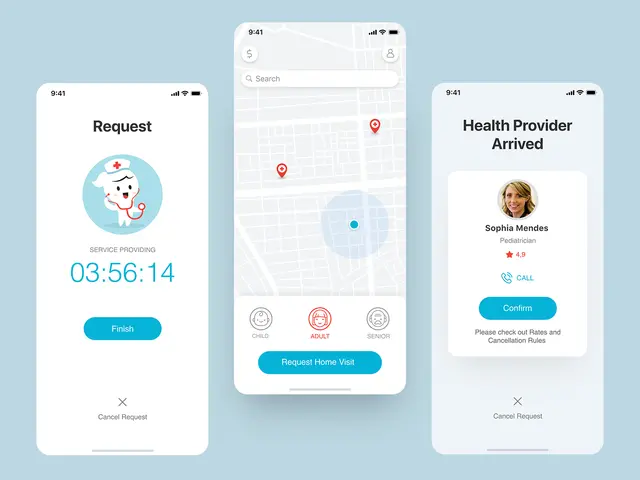 9:41
Request
SERVICE PROVIDING
03:56:14
Finish
Cancel Request
9:41
$
Search
CHILD
ADULT
SENIOR
Request Home Visit
9:41
Health Provider
Arrived
Sophia Mendes
Pediatrician
4,9
CALL
Confirm
Please check out Rates and
Cancellation Rules
Cancel Request